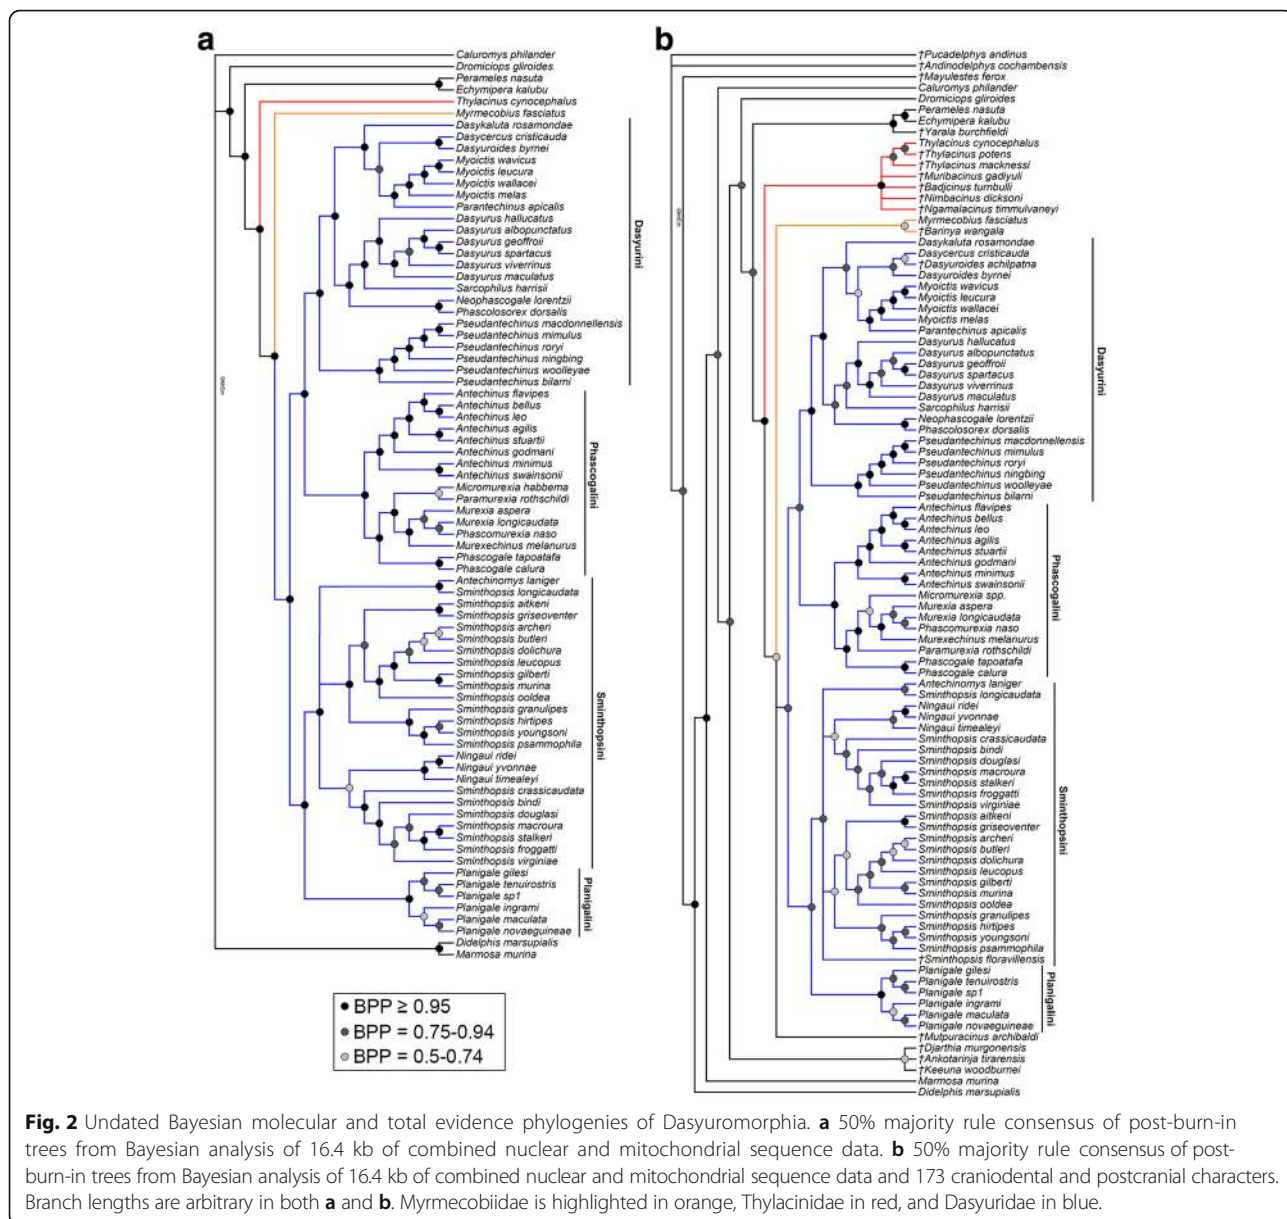 a
Caluromys philander
Dromiciops gliroides
Perameles nasuta
Echymipera kalubu
Thylacinus cynocephalus
Myrmecobius fasciatus
Dasykaluta rosamondae
Dasycercus cristicauda
Dasyuroides byrnei
Myoictis wavicus
Myoictis leucura
Myoictis wallacei
Myoictis melas
Parantechinus apicalis
Dasyurus hallucatus
Dasyurus albopunctatus
Dasyurus geoffroii
Dasyurus spartacus
Dasyurus viverrinus
Dasyurus maculatus
Sarcophilus harrisii
Neophascogale lorentzii
Phascolosorex dorsalis
Pseudantechinus macdonnellensis
Pseudantechinus mimulus
Pseudantechinus roryi
Pseudantechinus ningbing
Pseudantechinus woolleyae
Pseudantechinus bilarni
Antechinus flavipes
Antechinus bellus
Antechinus leo
Antechinus agilis
Antechinus stuartii
Antechinus godmani
Antechinus minimus
Antechinus swainsonii
Micromurexia habbema
Paramurexia rothschildi
Murexia aspera
Murexia longicaudata
Phascomurexia naso
Murexechinus melanurus
Phascogale tapoatafa
Phascogale calura
Antechinomys laniger
Sminthopsis longicaudata
Sminthopsis aitkeni
Sminthopsis griseoventer
Sminthopsis archeri
Sminthopsis butleri
Sminthopsis dolichura
Sminthopsis leucopus
Sminthopsis gilberti
Sminthopsis murina
Sminthopsis ooldea
Sminthopsis granulipes
Sminthopsis hirtipes
Sminthopsis youngsoni
Sminthopsis psammophila
Ningaui ridei
Ningaui yvonnae
Ningaui timealeyi
Sminthopsis crassicaudata
Sminthopsis bindi
Sminthopsis douglasi
Sminthopsis macroura
Sminthopsis stalkeri
Sminthopsis froggatti
Sminthopsis virginiae
Planigale gilesi
Planigale tenuirostris
Planigale sp1
Planigale ingrami
Planigale maculata
Planigale novaeguineae
Didelphis marsupialis
Marmosa murina
Dasyurini
Phascogalini
Sminthopsini
Planigalini
BPP ≥ 0.95
BPP = 0.75-0.94
BPP = 0.5-0.74
b
†Pucadelphys andinus
†Andinodelphys cochambensis
†Mayulestes ferox
Caluromys philander
Dromiciops gliroides
Perameles nasuta
Echymipera kalubu
†Yarala burchfieldi
Thylacinus cynocephalus
†Thylacinus potens
†Thylacinus macknessi
†Muribacinus gadiyuli
†Badjcinus turnbulli
†Nimbacinus dicksoni
†Ngamalacinus timmulvaneyi
Myrmecobius fasciatus
†Barinya wangala
Dasykaluta rosamondae
Dasycercus cristicauda
†Dasyuroides achilpatna
Dasyuroides byrnei
Myoictis wavicus
Myoictis leucura
Myoictis wallacei
Myoictis melas
Parantechinus apicalis
Dasyurus hallucatus
Dasyurus albopunctatus
Dasyurus geoffroii
Dasyurus spartacus
Dasyurus viverrinus
Dasyurus maculatus
Sarcophilus harrisii
Neophascogale lorentzii
Phascolosorex dorsalis
Pseudantechinus macdonnellensis
Pseudantechinus mimulus
Pseudantechinus roryi
Pseudantechinus ningbing
Pseudantechinus woolleyae
Pseudantechinus bilarni
Antechinus flavipes
Antechinus bellus
Antechinus leo
Antechinus agilis
Antechinus stuartii
Antechinus godmani
Antechinus minimus
Antechinus swainsonii
Micromurexia spp.
Murexia aspera
Murexia longicaudata
Phascomurexia naso
Murexechinus melanurus
Paramurexia rothschildi
Phascogale tapoatafa
Phascogale calura
Antechinomys laniger
Sminthopsis longicaudata
Ningaui ridei
Ningaui yvonnae
Ningaui timealeyi
Sminthopsis crassicaudata
Sminthopsis bindi
Sminthopsis douglasi
Sminthopsis macroura
Sminthopsis stalkeri
Sminthopsis froggatti
Sminthopsis virginiae
Sminthopsis aitkeni
Sminthopsis griseoventer
Sminthopsis archeri
Sminthopsis butleri
Sminthopsis dolichura
Sminthopsis leucopus
Sminthopsis gilberti
Sminthopsis murina
Sminthopsis ooldea
Sminthopsis granulipes
Sminthopsis hirtipes
Sminthopsis youngsoni
Sminthopsis psammophila
†Sminthopsis floravillensis
Planigale gilesi
Planigale tenuirostris
Planigale sp1
Planigale ingrami
Planigale maculata
Planigale novaeguineae
†Mutpuracinus archibaldi
†Djarthia murgonensis
†Ankotarinja tirarensis
†Keeuna woodburnei
Marmosa murina
Didelphis marsupialis
Dasyurini
Phascogalini
Sminthopsini
Planigalini
Fig. 2 Undated Bayesian molecular and total evidence phylogenies of Dasyuromorphia. a 50% majority rule consensus of post-burn-in
trees from Bayesian analysis of 16.4 kb of combined nuclear and mitochondrial sequence data. b 50% majority rule consensus of post-
burn-in trees from Bayesian analysis of 16.4 kb of combined nuclear and mitochondrial sequence data and 173 craniodental and postcranial characters.
Branch lengths are arbitrary in both a and b. Myrmecobiidae is highlighted in orange, Thylacinidae in red, and Dasyuridae in blue.